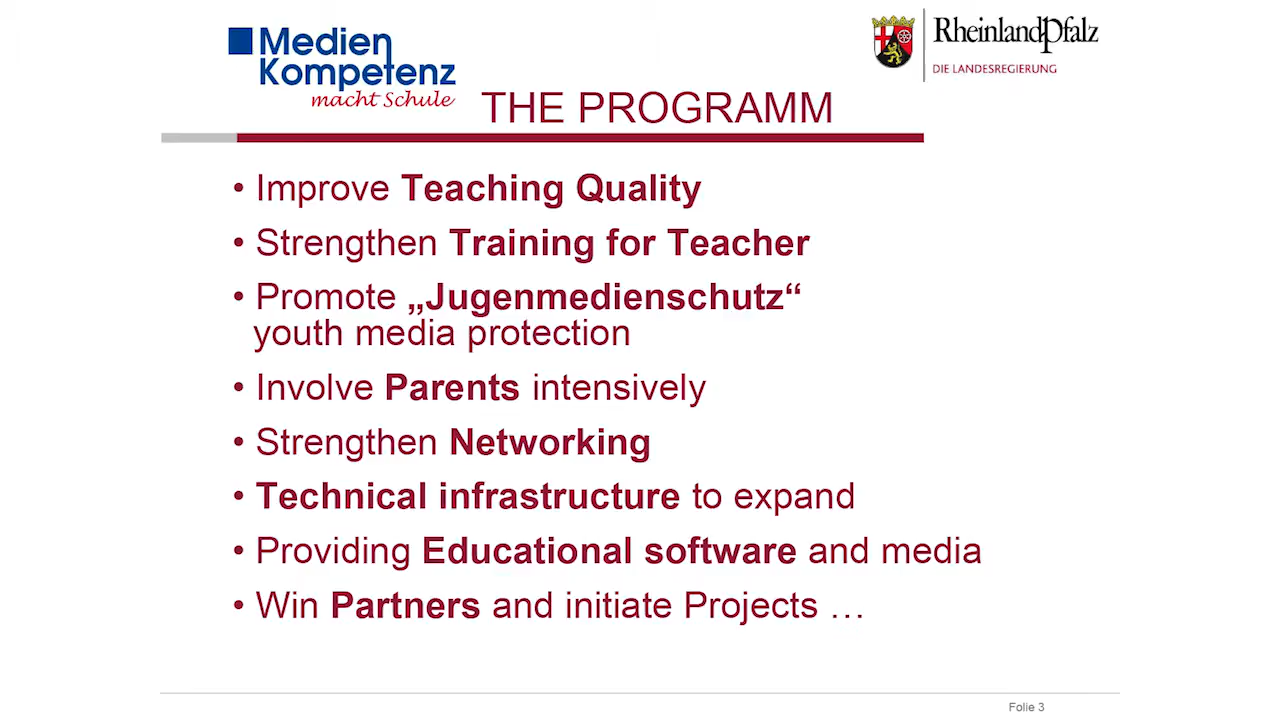 Medien
Kompetenz
macht Schule
RheinlandPfalz
DIE LANDESREGIERUNG
THE PROGRAMM
• Improve Teaching Quality
• Strengthen Training for Teacher
• Promote „Jugenmedienschutz“
youth media protection
• Involve Parents intensively
• Strengthen Networking
• Technical infrastructure to expand
• Providing Educational software and media
• Win Partners and initiate Projects …
Folie 3